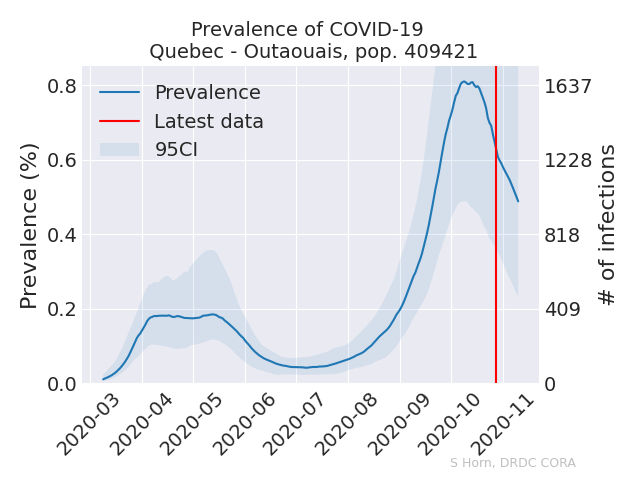 Prevalence of COVID-19
Quebec - Outaouais, pop. 409421
Prevalence
Latest data
95CI
Prevalence (%)
0.8
0.6
0.4
0.2
0.0
1637
1228
818
409
0
# of infections
2020-03
2020-04
2020-05
2020-06
2020-07
2020-08
2020-09
2020-10
2020-11
S Horn, DRDC CORA